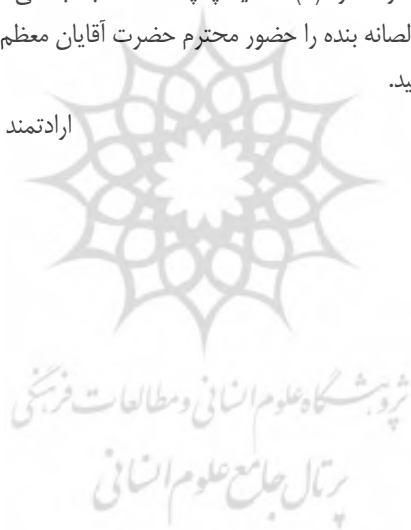 لصانه بنده را حضور محترم حضرت آقایان معظم
ید.
ارادتمند
پژوهشگاه علوم انسانی و مطالعات فرهنگی
پرتال جامع علوم انسانی